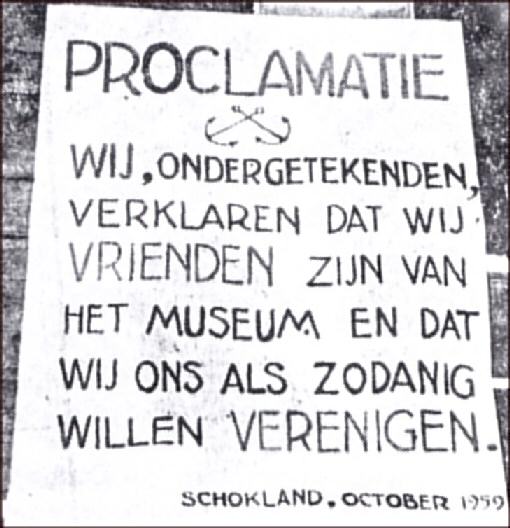 PROCLAMATIE
WIJ, ONDERGETEKENDEN,
VERKLAREN DAT WIJ
VRIENDEN ZIJN VAN
HET MUSEUM EN DAT
WIJ ONS ALS ZODANIG
WILLEN VERENIGEN.
SCHOKLAND, OCTOBER 1959